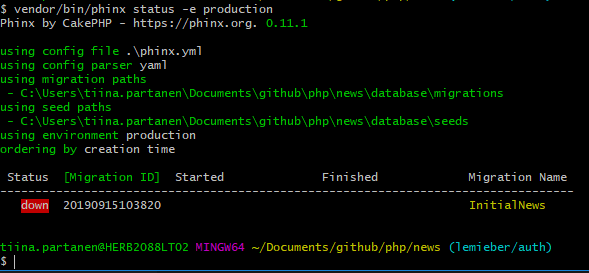 $ vendor/bin/phinx status -e production
Phinx by CakePHP - https://phinx.org. 0.11.1
using config file .\phinx.yml
using config parser yaml
using migration paths
- C:\Users\tiina.partanen\Documents\github\php\news\database\migrations
using seed paths
- C:\Users\tiina.partanen\Documents\github\php\news\database\seeds
using environment production
ordering by creation time
Status [Migration ID] Started Finished Migration Name
--------------------------------------------------------------------------------
down 20190915103820 InitialNews
tiina.partanen@HERB2088LT02 MINGW64 ~/Documents/github/php/news (lemieber/auth)
$